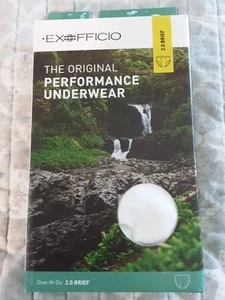 EXOFFICIO
2.0 BRIEF
THE ORIGINAL
PERFORMANCE
UNDERWEAR
Give-N-Go 2.0 BRIEF